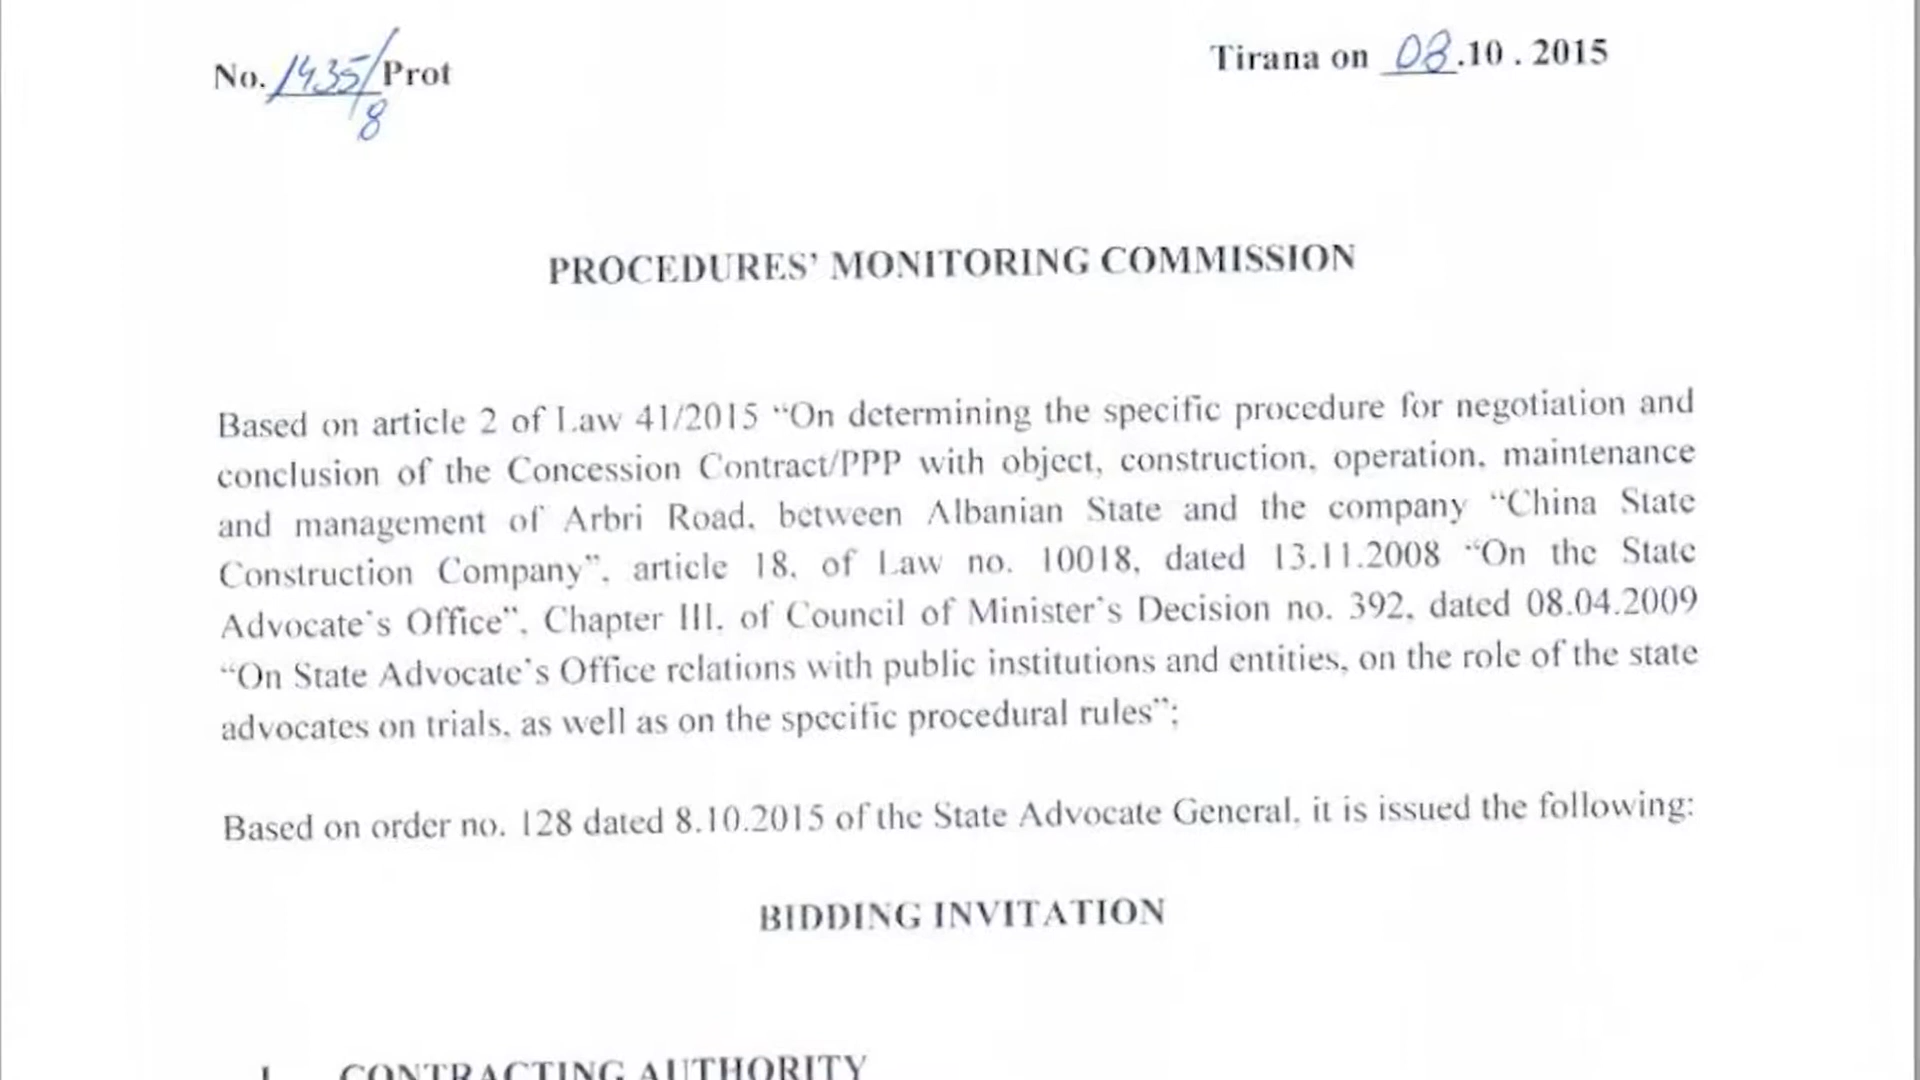 No. 1435/8 Prot
Tirana on 08.10 . 2015
PROCEDURES’ MONITORING COMMISSION
Based on article 2 of Law 41/2015 “On determining the specific procedure for negotiation and
conclusion of the Concession Contract/PPP with object, construction, operation, maintenance
and management of Arbri Road, between Albanian State and the company “China State
Construction Company”, article 18, of Law no. 10018, dated 13.11.2008 “On the State
Advocate’s Office”, Chapter III, of Council of Minister’s Decision no. 392, dated 08.04.2009
“On State Advocate’s Office relations with public institutions and entities, on the role of the state
advocates on trials, as well as on the specific procedural rules”;
Based on order no. 128 dated 8.10.2015 of the State Advocate General, it is issued the following:
BIDDING INVITATION
1. CONTRACTING AUTHORITY